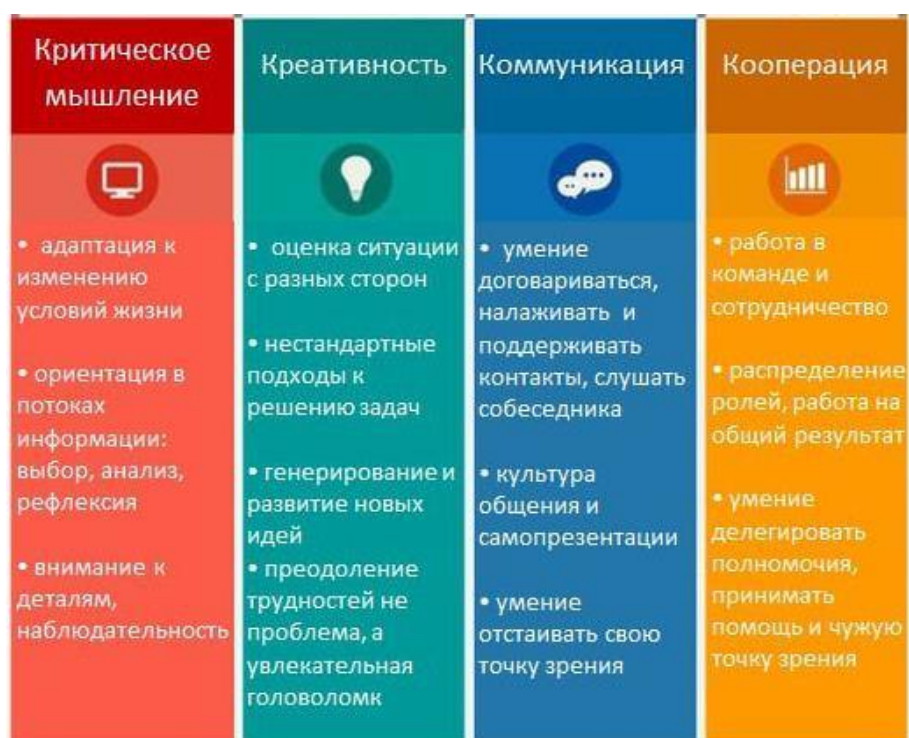 Критическое
мышление
• адаптация к
изменению
условий жизни
• ориентация в
потоках
информации:
выбор, анализ,
рефлексия
• внимание к
деталям,
наблюдательность
Креативность
• оценка ситуации
с разных сторон
• нестандартные
подходы к
решению задач
• генерирование и
развитие новых
идей
• преодоление
трудностей не
проблема, а
увлекательная
головоломк
Коммуникация
• умение
договариваться,
налаживать и
поддерживать
контакты, слушать
собеседника
• культура
общения и
самопрезентации
• умение
отстаивать свою
точку зрения
Кооперация
• работа в
команде и
сотрудничество
• распределение
ролей, работа на
общий результат
• умение
делегировать
полномочия,
принимать
помощь и чужую
точку зрения